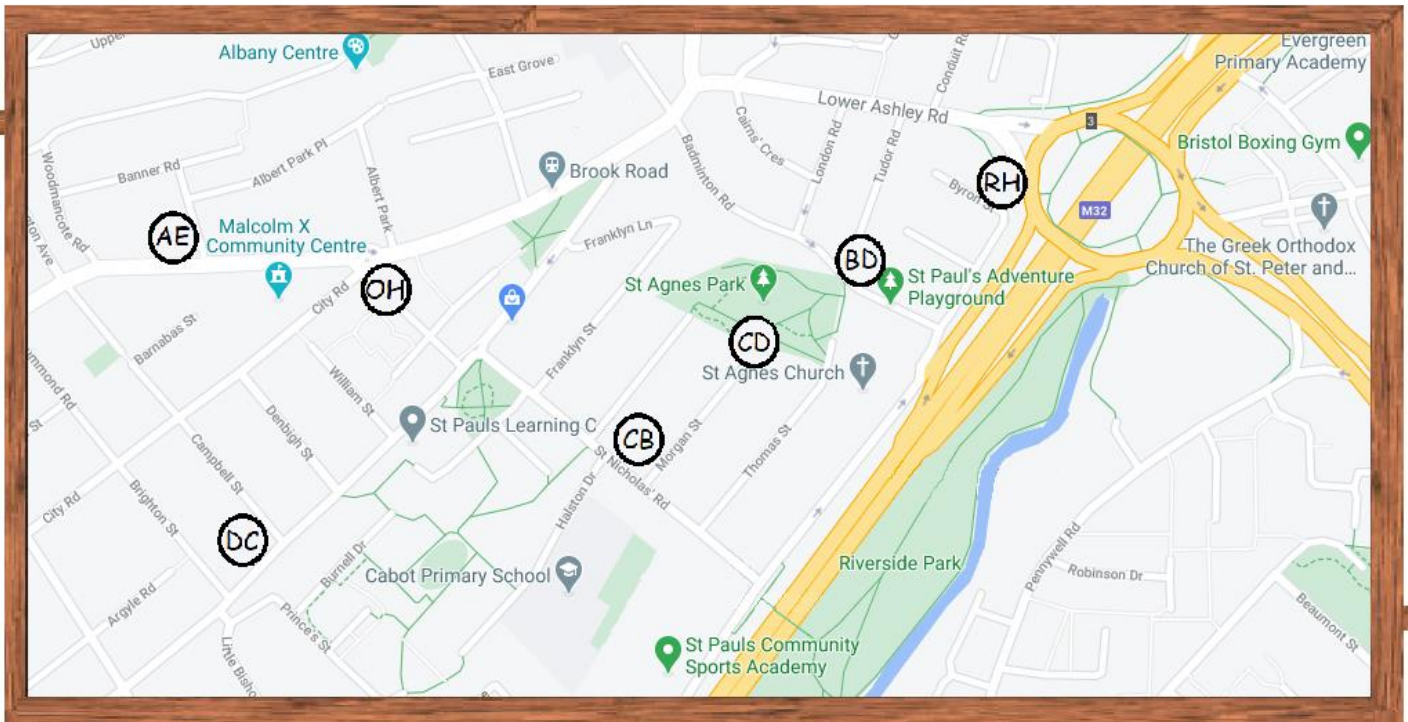 Upper
Albany Centre
East Grove
Conduit Rd
Evergreen
Primary Academy
Lower Ashley Rd
3
Cairns' Cres
London Rd
Tudor Rd
Badminton Rd
Bristol Boxing Gym
Woodmancote Rd
Banner Rd
Albert Park Pl
Albert Park
Brook Road
Byron St
RH
M32
AE
Malcolm X
Community Centre
Franklyn Ln
The Greek Orthodox
Church of St. Peter and...
BD
City Rd
OH
St Agnes Park
St Paul's Adventure
Playground
Barnabas St
Franklyn St
CD
St Agnes Church
William St
Denbigh St
St Pauls Learning C
CB
Morgan St
Thomas St
St Nicholas' Rd
Campbell St
City Rd
Brighton St
Halston Dr
DC
Burnell Dr
Cabot Primary School
Riverside Park
Pennywell Rd
Robinson Dr
Argyle Rd
Prince's St
Beaumont St
St Pauls Community
Sports Academy